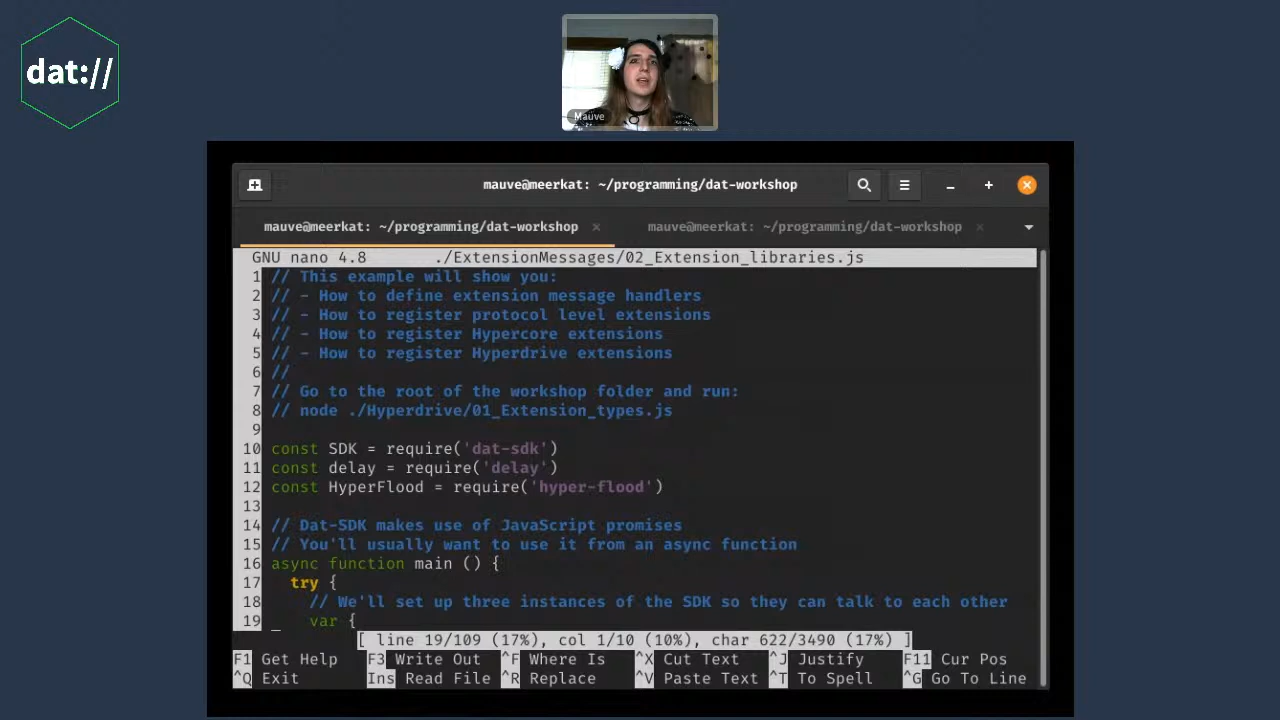 dat://
Mauve
mauve@meerkat: ~/programming/dat-workshop
mauve@meerkat: ~/programming/dat-workshop ×
mauve@meerkat: ~/programming/dat-workshop ×
GNU nano 4.8 ./ExtensionMessages/02_Extension_libraries.js
1 // This example will show you:
2 // - How to define extension message handlers
3 // - How to register protocol level extensions
4 // - How to register Hypercore extensions
5 // - How to register Hyperdrive extensions
6 //
7 // Go to the root of the workshop folder and run:
8 // node ./Hyperdrive/01_Extension_types.js
9
10 const SDK = require('dat-sdk')
11 const delay = require('delay')
12 const HyperFlood = require('hyper-flood')
13
14 // Dat-SDK makes use of JavaScript promises
15 // You'll usually want to use it from an async function
16 async function main () {
17 try {
18 // We'll set up three instances of the SDK so they can talk to each other
19 var {
[ line 19/109 (17%), col 1/10 (10%), char 622/3490 (17%) ]
F1 Get Help F3 Write Out ^F Where Is ^X Cut Text ^J Justify F11 Cur Pos
^Q Exit Ins Read File ^R Replace ^V Paste Text ^T To Spell ^G Go To Line